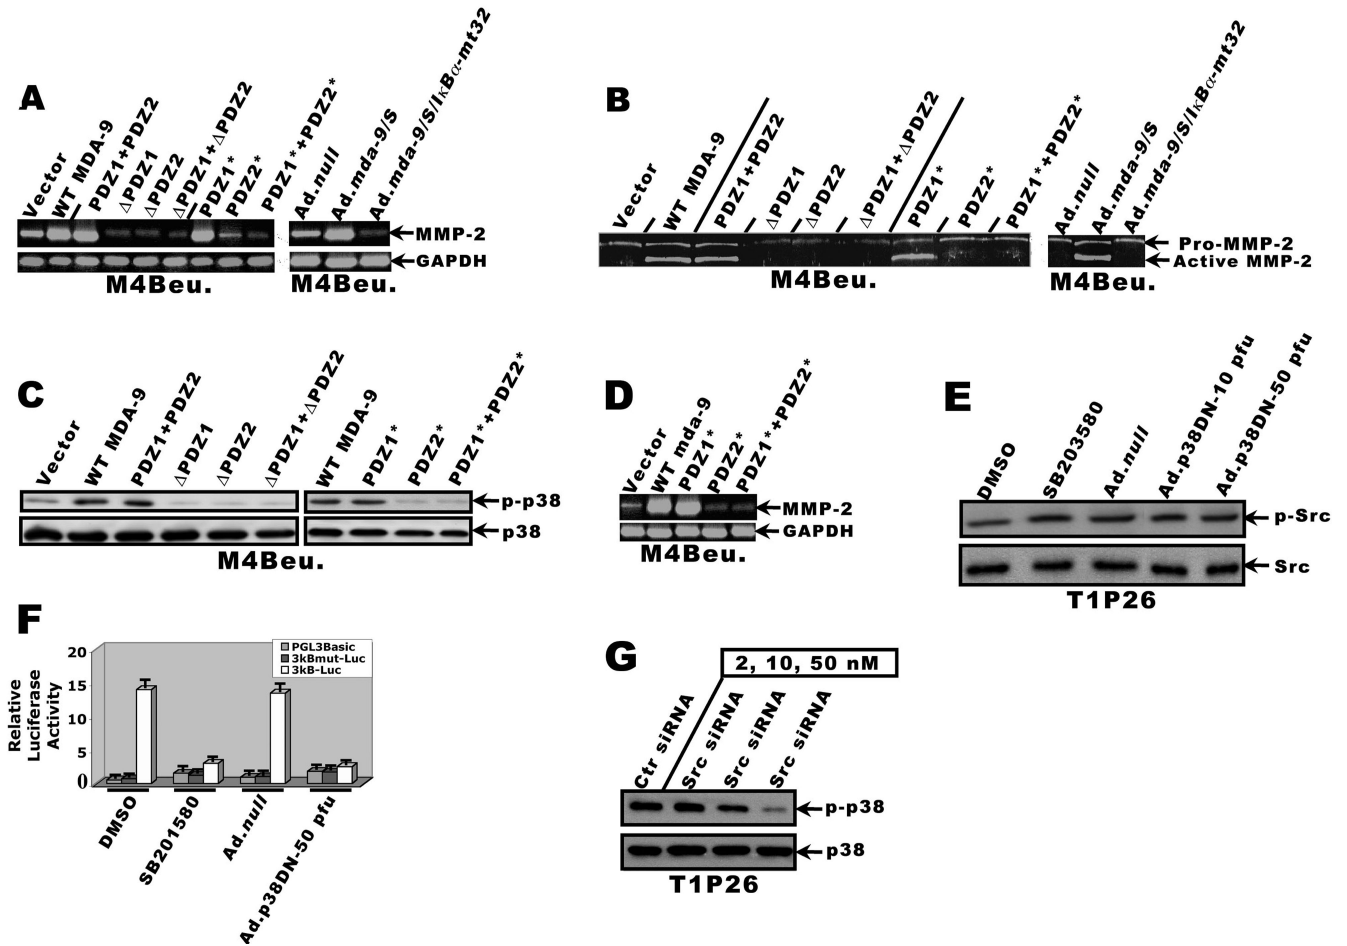 A
Vector
WT MDA-9
PDZ1+PDZ2
ΔPDZ1
ΔPDZ2
ΔPDZ1+ΔPDZ2
PDZ1*
PDZ2*
PDZ1*+PDZ2*
Ad.null
Ad.mda-9/S
Ad.mda-9/S/IκBα-mt32
MMP-2
GAPDH
M4Beu.
M4Beu.
B
Vector
WT MDA-9
PDZ1+PDZ2
ΔPDZ1
ΔPDZ2
ΔPDZ1+ΔPDZ2
PDZ1*
PDZ2*
PDZ1*+PDZ2*
Ad.null
Ad.mda-9/S
Ad.mda-9/S/IκBα-mt32
Pro-MMP-2
Active MMP-2
M4Beu.
M4Beu.
C
Vector
WT MDA-9
PDZ1+PDZ2
ΔPDZ1
ΔPDZ2
ΔPDZ1+ΔPDZ2
WT MDA-9
PDZ1*
PDZ2*
PDZ1*+PDZ2*
p-p38
p38
M4Beu.
D
Vector
WT mda-9
PDZ1*
PDZ2*
PDZ1*+PDZ2*
MMP-2
GAPDH
M4Beu.
E
DMSO
SB203580
Ad.null
Ad.p38DN-10 pfu
Ad.p38DN-50 pfu
p-Src
Src
T1P26
F
PGL3Basic
3kBmut-Luc
3kB-Luc
Relative
Luciferase
Activity
20
15
10
5
0
DMSO
SB201580
Ad.null
Ad.p38DN-50 pfu
G
2, 10, 50 nM
Ctr siRNA
Src siRNA
Src siRNA
Src siRNA
p-p38
p38
T1P26